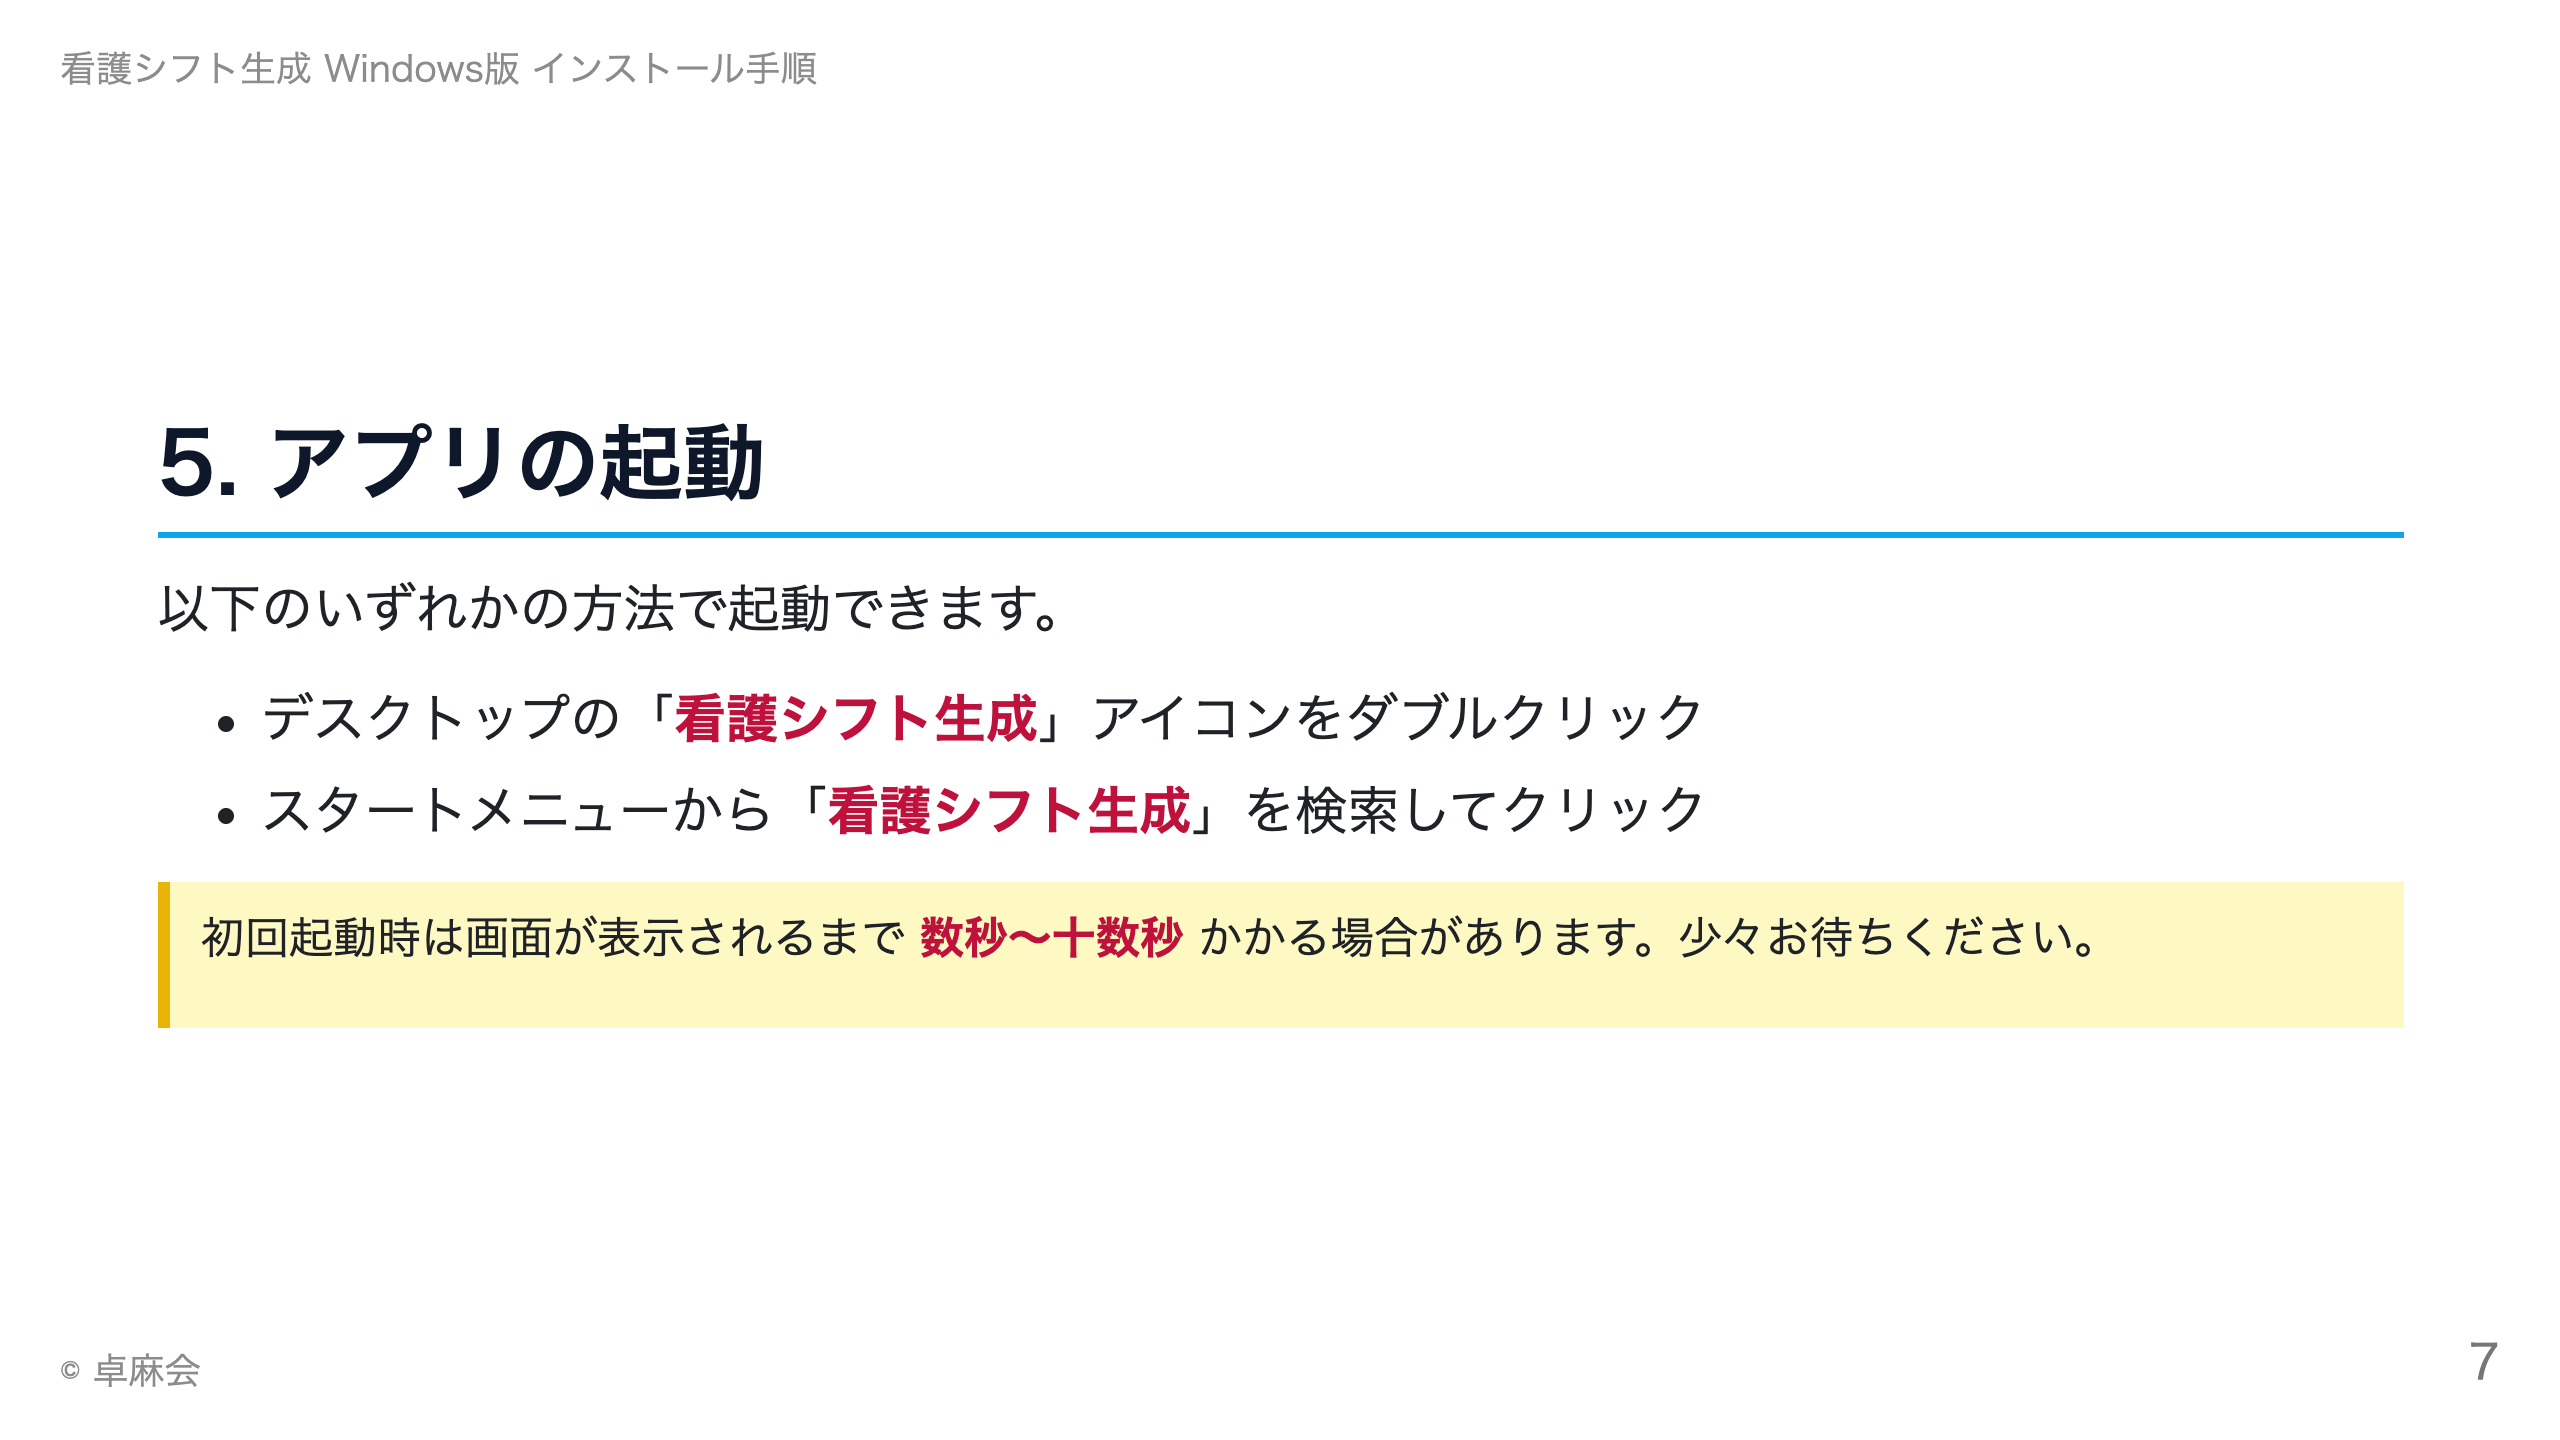 看護シフト生成 Windows版 インストール手順
5. アプリの起動
以下のいずれかの方法で起動できます。
• デスクトップの「看護シフト生成」アイコンをダブルクリック
• スタートメニューから「看護シフト生成」を検索してクリック
初回起動時は画面が表示されるまで 数秒〜十数秒 かかる場合があります。少々お待ちください。
© 卓麻会
7